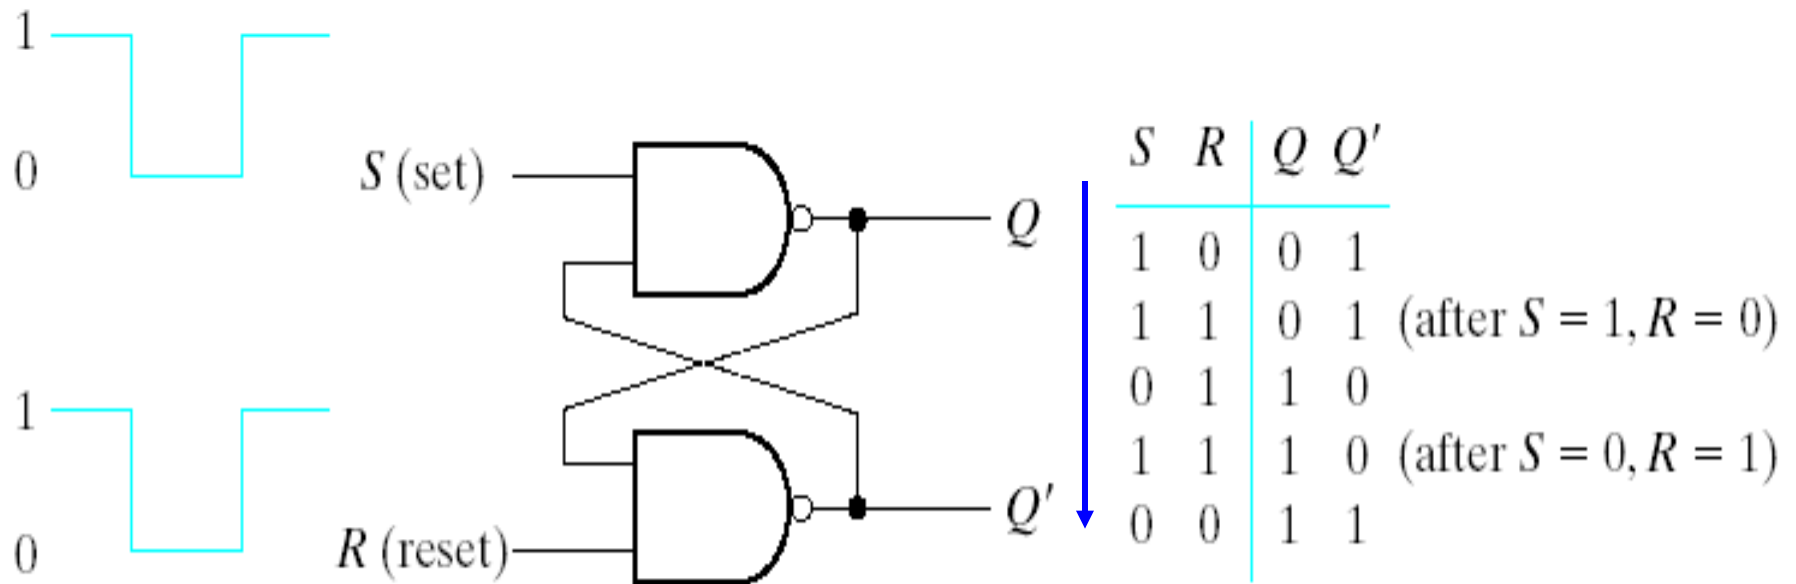 1
0
S (set)
Q
1
0
R (reset)
Q′
S R Q Q′
1 0 0 1
1 1 0 1 (after S = 1, R = 0)
0 1 1 0
1 1 1 0 (after S = 0, R = 1)
0 0 1 1